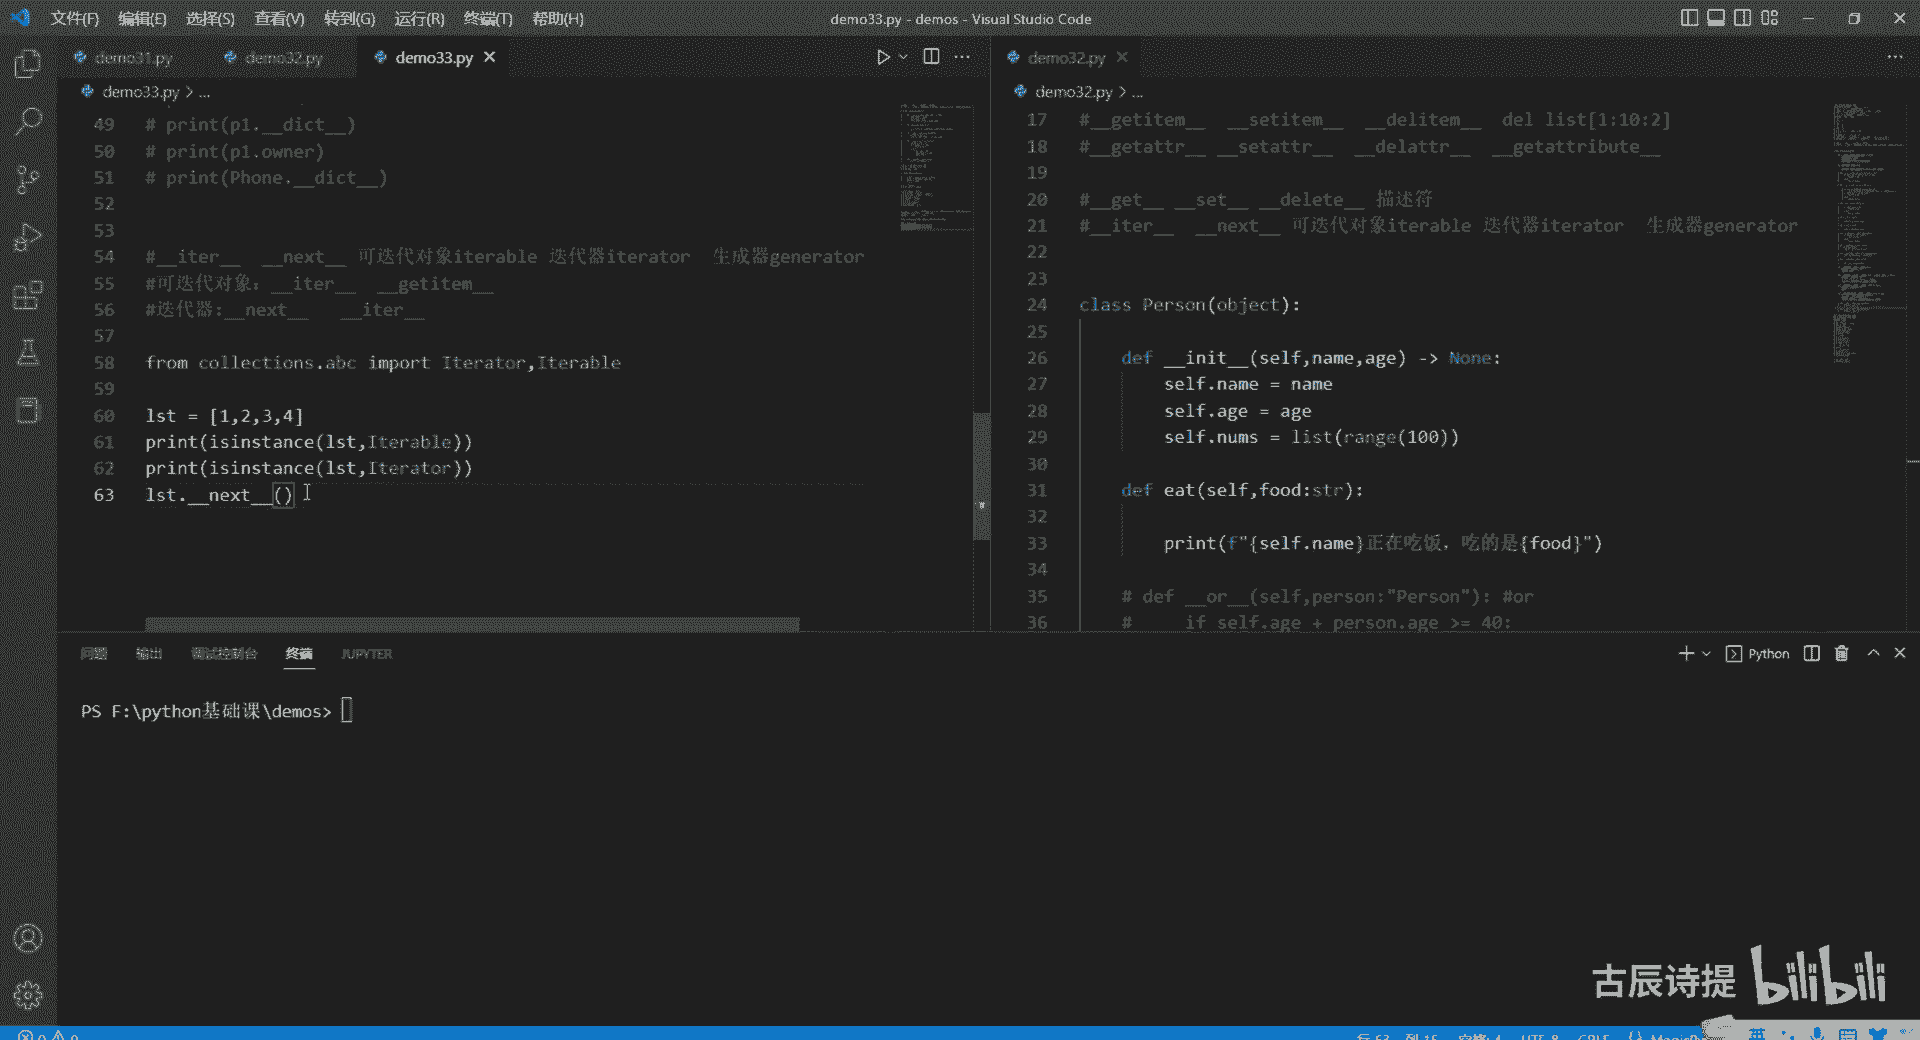 文件(F) 编辑(E) 选择(S) 查看(V) 转到(G) 运行(R) 终端(T) 帮助(H)
demo33.py - demos - Visual Studio Code
demo31.py demo32.py demo33.py
demo33.py > ...
49 # print(p1.__dict__)
50 # print(p1.owner)
51 # print(Phone.__dict__)
52
53
54 #__iter__ __next__ 可迭代对象iterable 迭代器iterator 生成器generator
55 #可迭代对象: __iter__ __getitem__
56 #迭代器:__next__ __iter__
57
58 from collections.abc import Iterator,Iterable
59
60 lst = [1,2,3,4]
61 print(isinstance(lst,Iterable))
62 print(isinstance(lst,Iterator))
63 lst.__next__()
demo32.py
demo32.py > ...
17 #__getitem__ __setitem__ __delitem__ del list[1:10:2]
18 #__getattr__ __setattr__ __delattr__ __getattribute__
19
20 #__get__ __set__ __delete__ 描述符
21 #__iter__ __next__ 可迭代对象iterable 迭代器iterator 生成器generator
22
23
24 class Person(object):
25
26 def __init__(self,name,age) -> None:
27 self.name = name
28 self.age = age
29 self.nums = list(range(100))
30
31 def eat(self,food:str):
32
33 print(f"{self.name}正在吃饭，吃的是{food}")
34
35 # def __or__(self,person:"Person"): #or
36 # if self.age + person.age >= 40:
问题 输出 调试控制台 终端 JUPYTER
Python
PS F:\python基础课\demos>
古辰诗提 bilibili